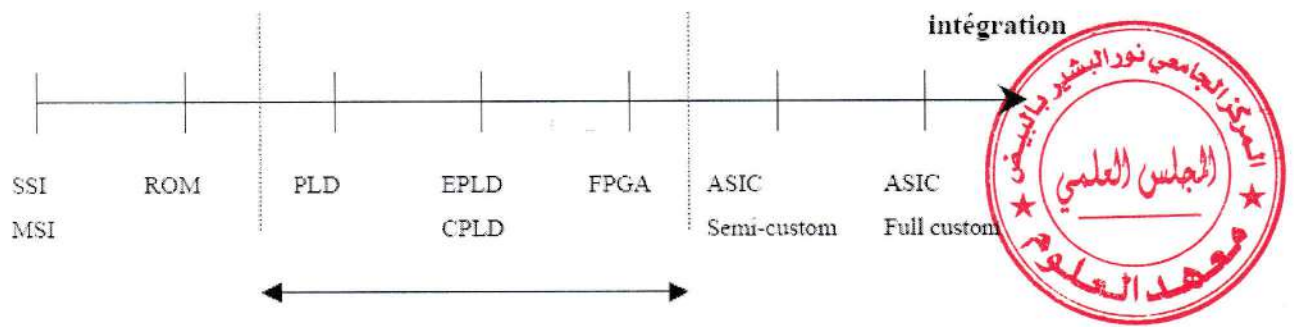 intégration
SSI ROM PLD EPLD FPGA ASIC ASIC
MSI CPLD Semi-custom Full custom
المركز الجامعي نور البشير بالبيض
المجلس العلمي
معهد العلوم